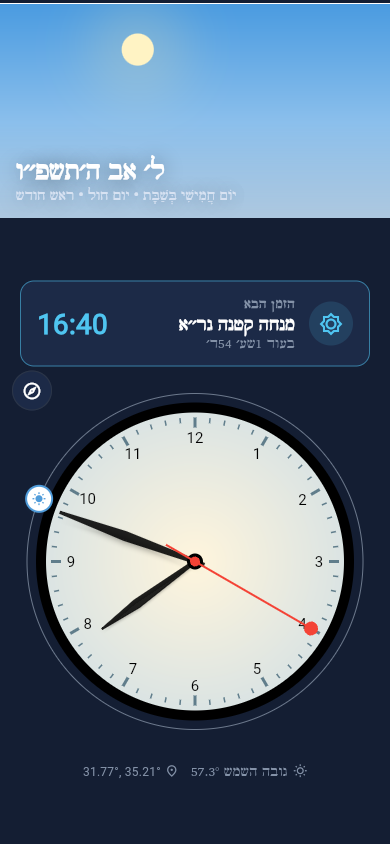 ל׳ אב ה׳תשפ״ו
יוֹם חֲמִישִׁי בְּשַׁבָּת • יום חול • ראש חודש
הזמן הבא
מנחה קטנה גר״א
בעוד 1שע׳ 54ד׳
16:40
12
1
2
3
4
5
6
7
8
9
10
11
גובה השמש 57.3°
31.77°, 35.21°